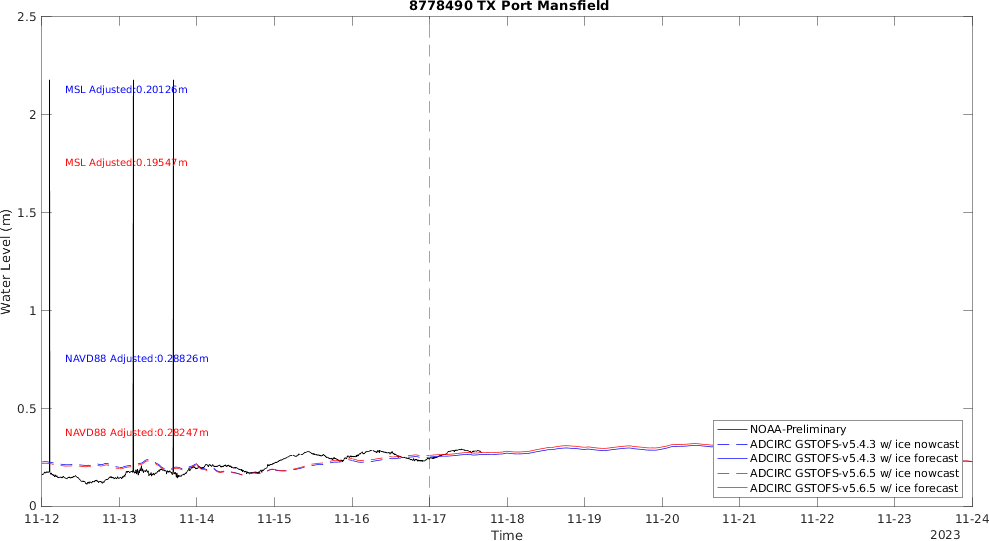 8778490 TX Port Mansfield
2.5
2
1.5
1
0.5
0
Water Level (m)
MSL Adjusted:0.20126m
MSL Adjusted:0.19547m
NAVD88 Adjusted:0.28826m
NAVD88 Adjusted:0.28247m
NOAA-Preliminary
ADCIRC GSTOFS-v5.4.3 w/ ice nowcast
ADCIRC GSTOFS-v5.4.3 w/ ice forecast
ADCIRC GSTOFS-v5.6.5 w/ ice nowcast
ADCIRC GSTOFS-v5.6.5 w/ ice forecast
11-12 11-13 11-14 11-15 11-16 11-17 11-18 11-19 11-20 11-21 11-22 11-23 11-24
Time
2023